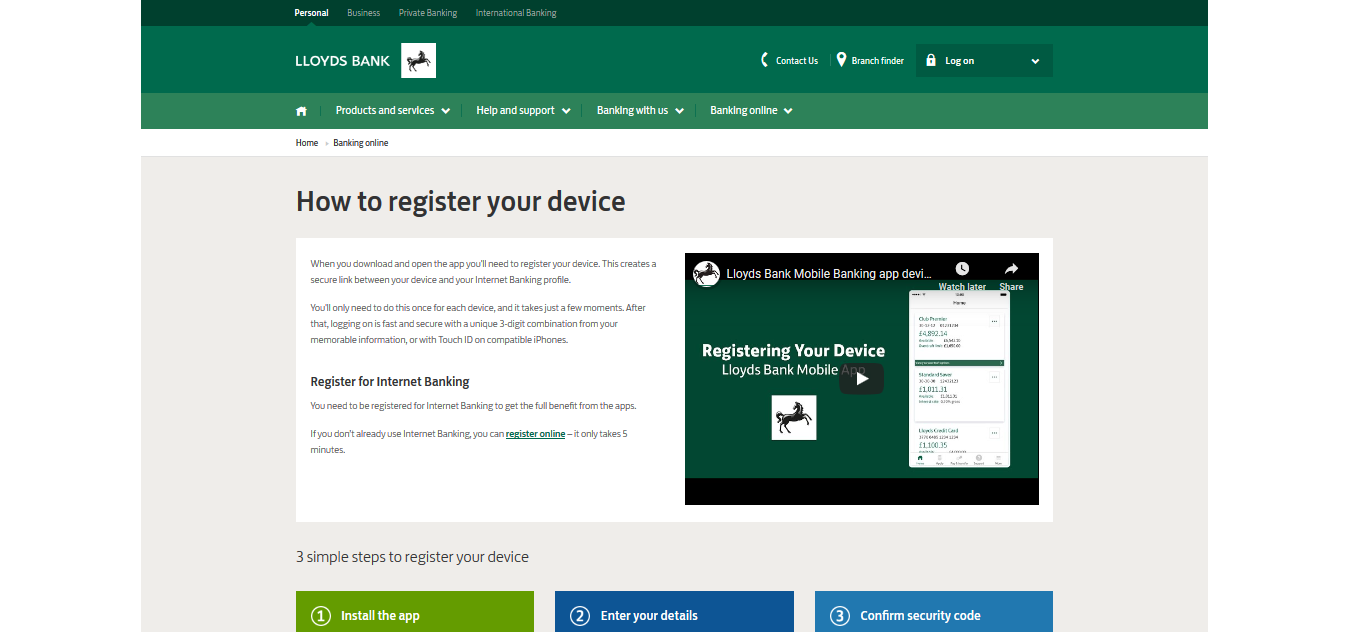 Personal Business Private Banking International Banking
LLOYDS BANK
Contact Us Branch finder Log on
Products and services Help and support Banking with us Banking online
Home » Banking online
How to register your device
When you download and open the app you'll need to register your device. This creates a
secure link between your device and your Internet Banking profile.
You'll only need to do this once for each device, and it takes just a few moments. After
that, logging on is fast and secure with a unique 3-digit combination from your
memorable information, or with Touch ID on compatible iPhones.
Register for Internet Banking
You need to be registered for Internet Banking to get the full benefit from the apps.
If you don't already use Internet Banking, you can register online – it only takes 5
minutes.
Lloyds Bank Mobile Banking app devi...
Watch later Share
Registering Your Device
Lloyds Bank Mobile App
Home
Club Premier
£4,892.14
Standard Saver
£1,011.31
Lloyds Credit Card
£1,100.35
3 simple steps to register your device
1 Install the app
2 Enter your details
3 Confirm security code